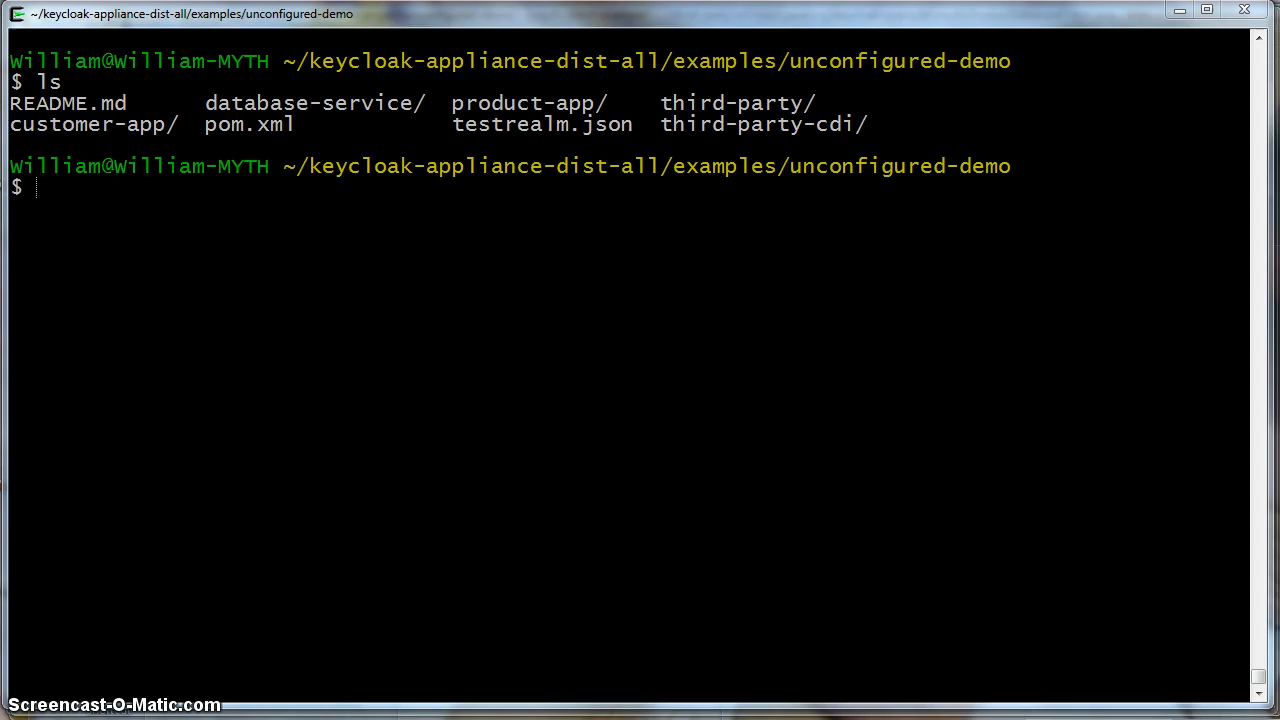 ~/keycloak-appliance-dist-all/examples/unconfigured-demo
William@William-MYTH ~/keycloak-appliance-dist-all/examples/unconfigured-demo
$ ls
README.md database-service/ product-app/ third-party/
customer-app/ pom.xml testrealm.json third-party-cdi/
William@William-MYTH ~/keycloak-appliance-dist-all/examples/unconfigured-demo
$
Screencast-O-Matic.com